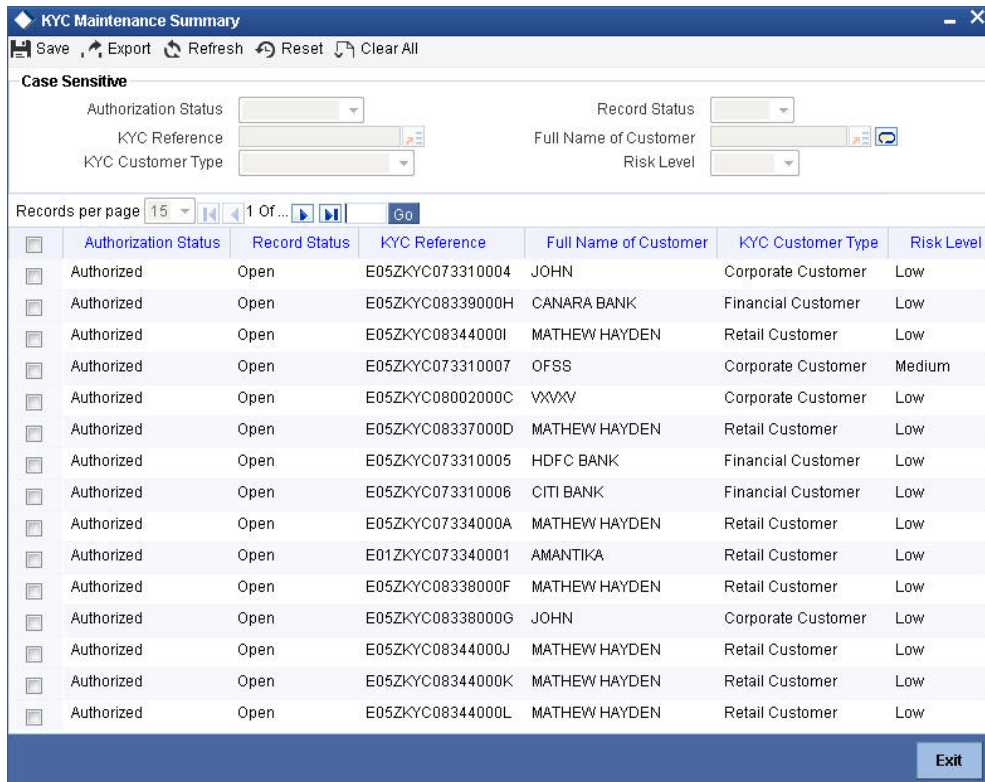 KYC Maintenance Summary
Save Export Refresh Reset Clear All
Case Sensitive
Authorization Status Record Status
KYC Reference Full Name of Customer
KYC Customer Type Risk Level
Records per page 15 1 Of ... Go
Authorization Status Record Status KYC Reference Full Name of Customer KYC Customer Type Risk Level
Authorized Open E05ZKYC073310004 JOHN Corporate Customer Low
Authorized Open E05ZKYC08339000H CANARA BANK Financial Customer Low
Authorized Open E05ZKYC08344000I MATHEW HAYDEN Retail Customer Low
Authorized Open E05ZKYC073310007 OFSS Corporate Customer Medium
Authorized Open E05ZKYC08002000C VXVXV Corporate Customer Low
Authorized Open E05ZKYC08337000D MATHEW HAYDEN Retail Customer Low
Authorized Open E05ZKYC073310005 HDFC BANK Financial Customer Low
Authorized Open E05ZKYC073310006 CITI BANK Financial Customer Low
Authorized Open E05ZKYC07334000A MATHEW HAYDEN Retail Customer Low
Authorized Open E01ZKYC073340001 AMANTIKA Retail Customer Low
Authorized Open E05ZKYC08338000F MATHEW HAYDEN Retail Customer Low
Authorized Open E05ZKYC08338000G JOHN Corporate Customer Low
Authorized Open E05ZKYC08344000J MATHEW HAYDEN Retail Customer Low
Authorized Open E05ZKYC08344000K MATHEW HAYDEN Retail Customer Low
Authorized Open E05ZKYC08344000L MATHEW HAYDEN Retail Customer Low
Exit